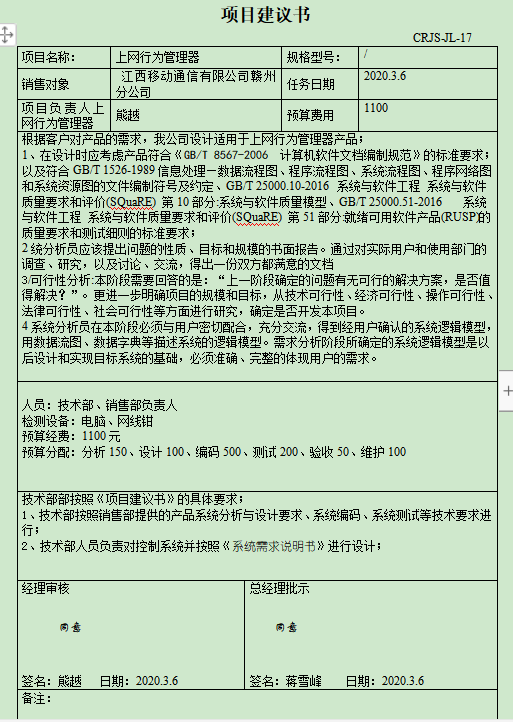 项目建议书
CRJS-JL-17
项目名称： 上网行为管理器 规格型号： /
销售对象 江西移动通信有限公司赣州分公司 任务日期 2020.3.6
项目负责人上网行为管理器 熊越 预算费用 1100
根据客户对产品的需求，我公司设计适用于上网行为管理器产品；
1、在设计时应考虑产品符合《GB/T 8567-2006 计算机软件文档编制规范》的标准要求；
以及符合 GB/T 1526-1989 信息处理－数据流程图、程序流程图、系统流程图、程序网络图
和系统资源图的文件编制符号及约定、GB/T 25000.10-2016 系统与软件工程 系统与软件
质量要求和评价(SQuaRE) 第 10 部分:系统与软件质量模型、GB/T 25000.51-2016 系统
与软件工程 系统与软件质量要求和评价(SQuaRE) 第 51 部分:就绪可用软件产品(RUSP)的
质量要求和测试细则的标准要求；
2 统分析员应该提出问题的性质、目标和规模的书面报告。通过对实际用户和使用部门的
调查、研究，以及讨论、交流，得出一份双方都满意的文档
3/可行性分析:本阶段需要回答的是：“上一阶段确定的问题有无可行的解决方案，是否值
得解决？”。更进一步明确项目的规模和目标，从技术可行性、经济可行性、操作可行性、
法律可行性、社会可行性等方面进行研究，确定是否开发本项目。
4 系统分析员在本阶段必须与用户密切配合，充分交流，得到经用户确认的系统逻辑模型，
用数据流图、数据字典等描述系统的逻辑模型。需求分析阶段所确定的系统逻辑模型是以
后设计和实现目标系统的基础，必须准确、完整的体现用户的需求。
人员：技术部、销售部负责人
检测设备：电脑、网线钳
预算经费：1100 元
预算分配：分析 150、设计 100、编码 500、测试 200、验收 50、维护 100
技术部部按照《项目建议书》的具体要求；
1、技术部按照销售部提供的产品系统分析与设计要求、系统编码、系统测试等技术要求进
行；
2、技术部人员负责对控制系统并按照《系统需求说明书》进行设计；
经理审核 总经理批示
同意 同意
签名：熊越 日期：2020.3.6 签名：蒋雪峰 日期：2020.3.6
备注：